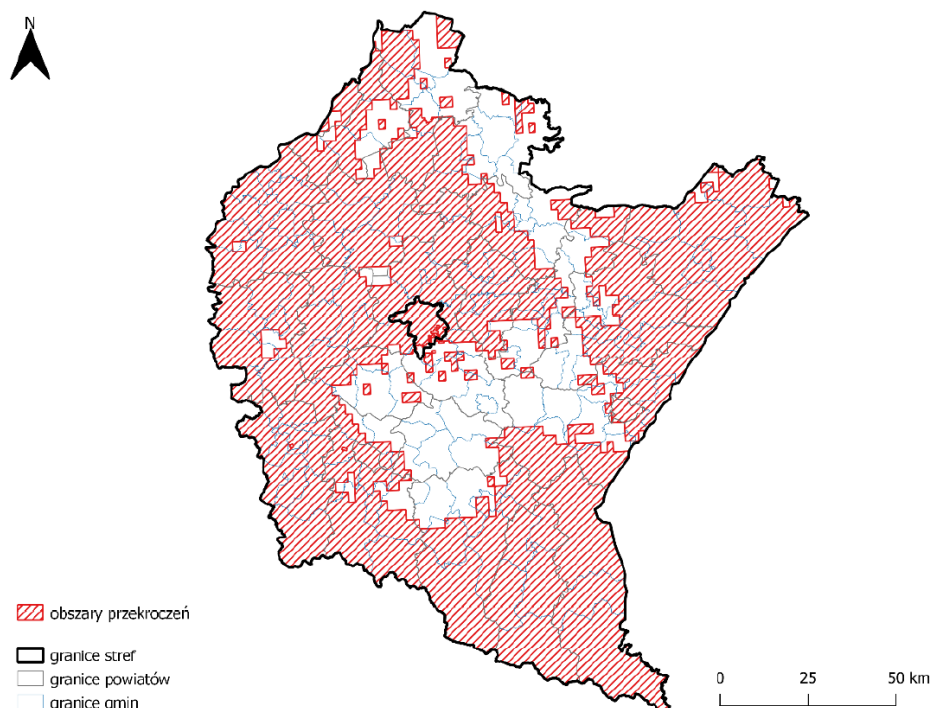 N
obszary przekroczeń
granice stref
granice powiatów
granice gmin
0 25 50 km